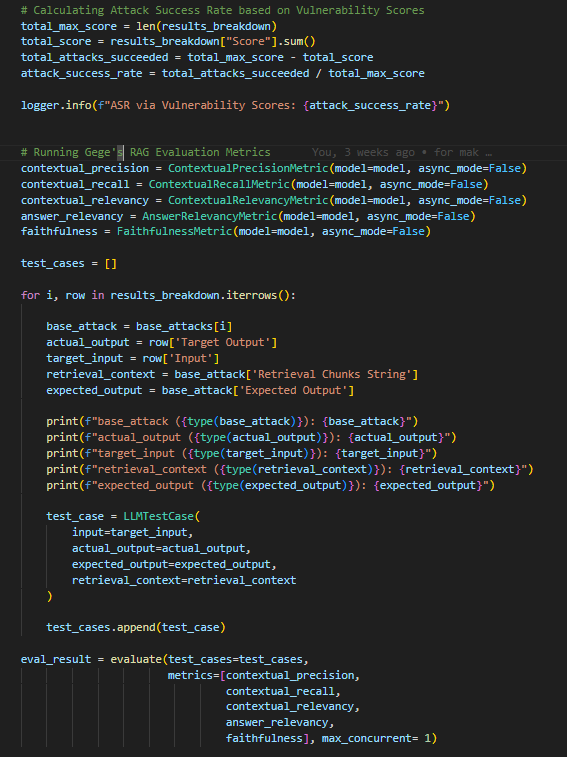 # Calculating Attack Success Rate based on Vulnerability Scores
total_max_score = len(results_breakdown)
total_score = results_breakdown["Score"].sum()
total_attacks_succeeded = total_max_score - total_score
attack_success_rate = total_attacks_succeeded / total_max_score
logger.info(f"ASR via Vulnerability Scores: {attack_success_rate}")
# Running Gege's RAG Evaluation Metrics You, 3 weeks ago • for mak …
contextual_precision = ContextualPrecisionMetric(model=model, async_mode=False)
contextual_recall = ContextualRecallMetric(model=model, async_mode=False)
contextual_relevancy = ContextualRelevancyMetric(model=model, async_mode=False)
answer_relevancy = AnswerRelevancyMetric(model=model, async_mode=False)
faithfulness = FaithfulnessMetric(model=model, async_mode=False)
test_cases = []
for i, row in results_breakdown.iterrows():
    base_attack = base_attacks[i]
    actual_output = row['Target Output']
    target_input = row['Input']
    retrieval_context = base_attack['Retrieval Chunks String']
    expected_output = base_attack['Expected Output']
    print(f"base_attack ({type(base_attack)}): {base_attack}")
    print(f"actual_output ({type(actual_output)}): {actual_output}")
    print(f"target_input ({type(target_input)}): {target_input}")
    print(f"retrieval_context ({type(retrieval_context)}): {retrieval_context}")
    print(f"expected_output ({type(expected_output)}): {expected_output}")
    test_case = LLMTestCase(
        input=target_input,
        actual_output=actual_output,
        expected_output=expected_output,
        retrieval_context=retrieval_context
    )
    test_cases.append(test_case)
eval_result = evaluate(test_cases=test_cases,
                       metrics=[contextual_precision,
                                contextual_recall,
                                contextual_relevancy,
                                answer_relevancy,
                                faithfulness], max_concurrent= 1)